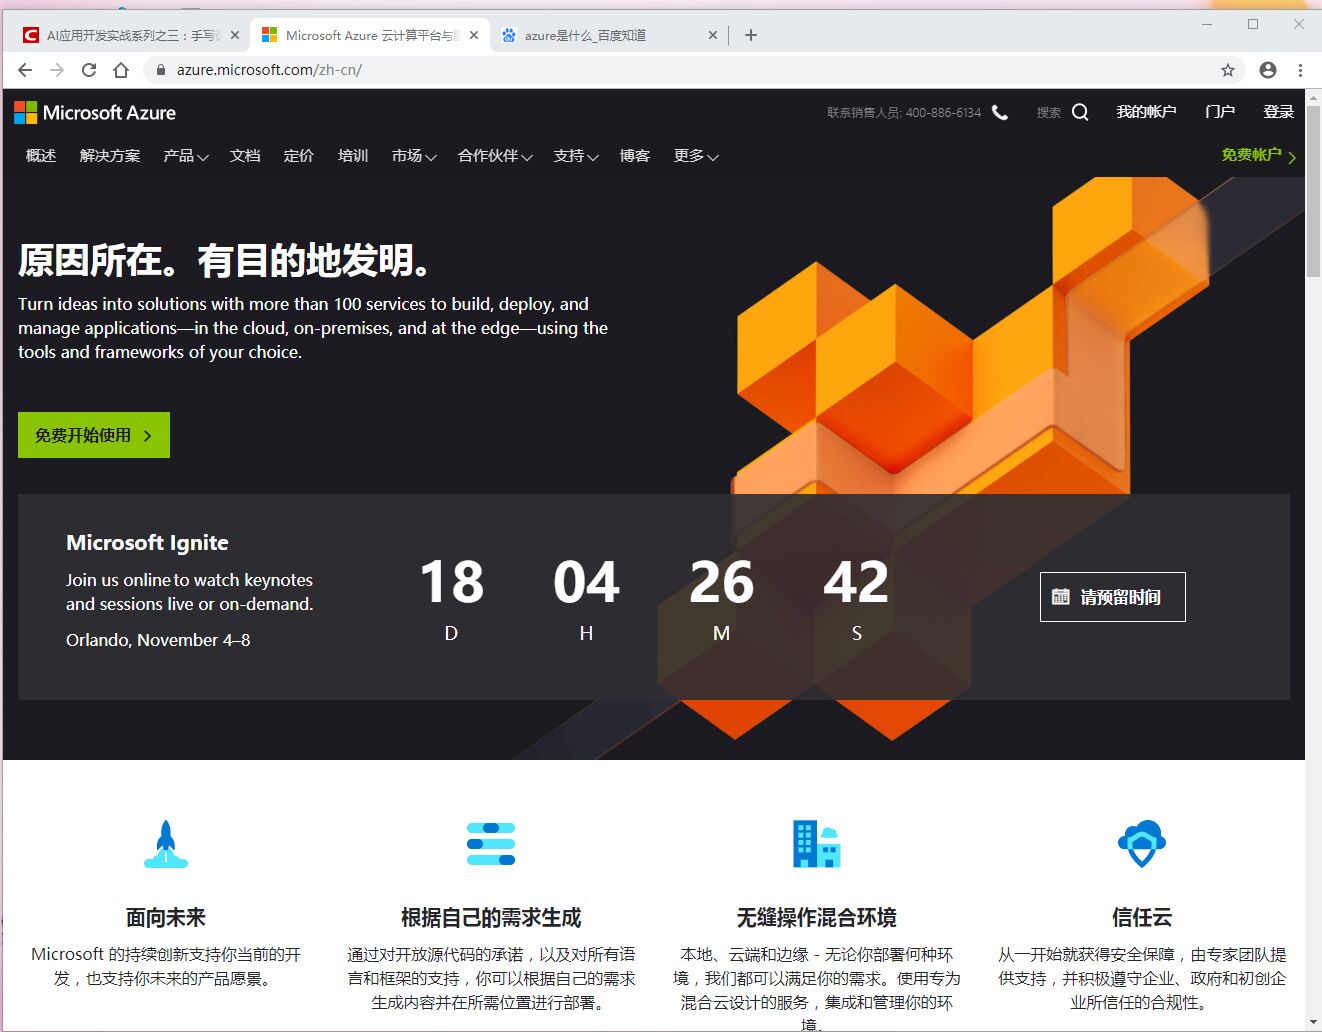 AI应用开发实战系列之三：手写
Microsoft Azure 云计算平台与
azure是什么_百度知道
azure.microsoft.com/zh-cn/
Microsoft Azure
联系销售人员: 400-886-6134
搜索
我的帐户
门户
登录
概述 解决方案 产品 文档 定价 培训 市场 合作伙伴 支持 博客 更多
免费帐户
原因所在。有目的地发明。
Turn ideas into solutions with more than 100 services to build, deploy, and
manage applications—in the cloud, on-premises, and at the edge—using the
tools and frameworks of your choice.
免费开始使用
Microsoft Ignite
Join us online to watch keynotes
and sessions live or on-demand.
Orlando, November 4–8
18 04 26 42
D H M S
请预留时间
面向未来
Microsoft 的持续创新支持你当前的开
发，也支持你未来的产品愿景。
根据自己的需求生成
通过对开放源代码的承诺，以及对所有语
言和框架的支持，你可以根据自己的需求
生成内容并在所需位置进行部署。
无缝操作混合环境
本地、云端和边缘 - 无论你部署何种环
境，我们都可以满足你的需求。使用专为
混合云设计的服务，集成和管理你的环
境。
信任云
从一开始就获得安全保障，由专家团队提
供支持，并积极遵守企业、政府和初创企
业所信任的合规性。